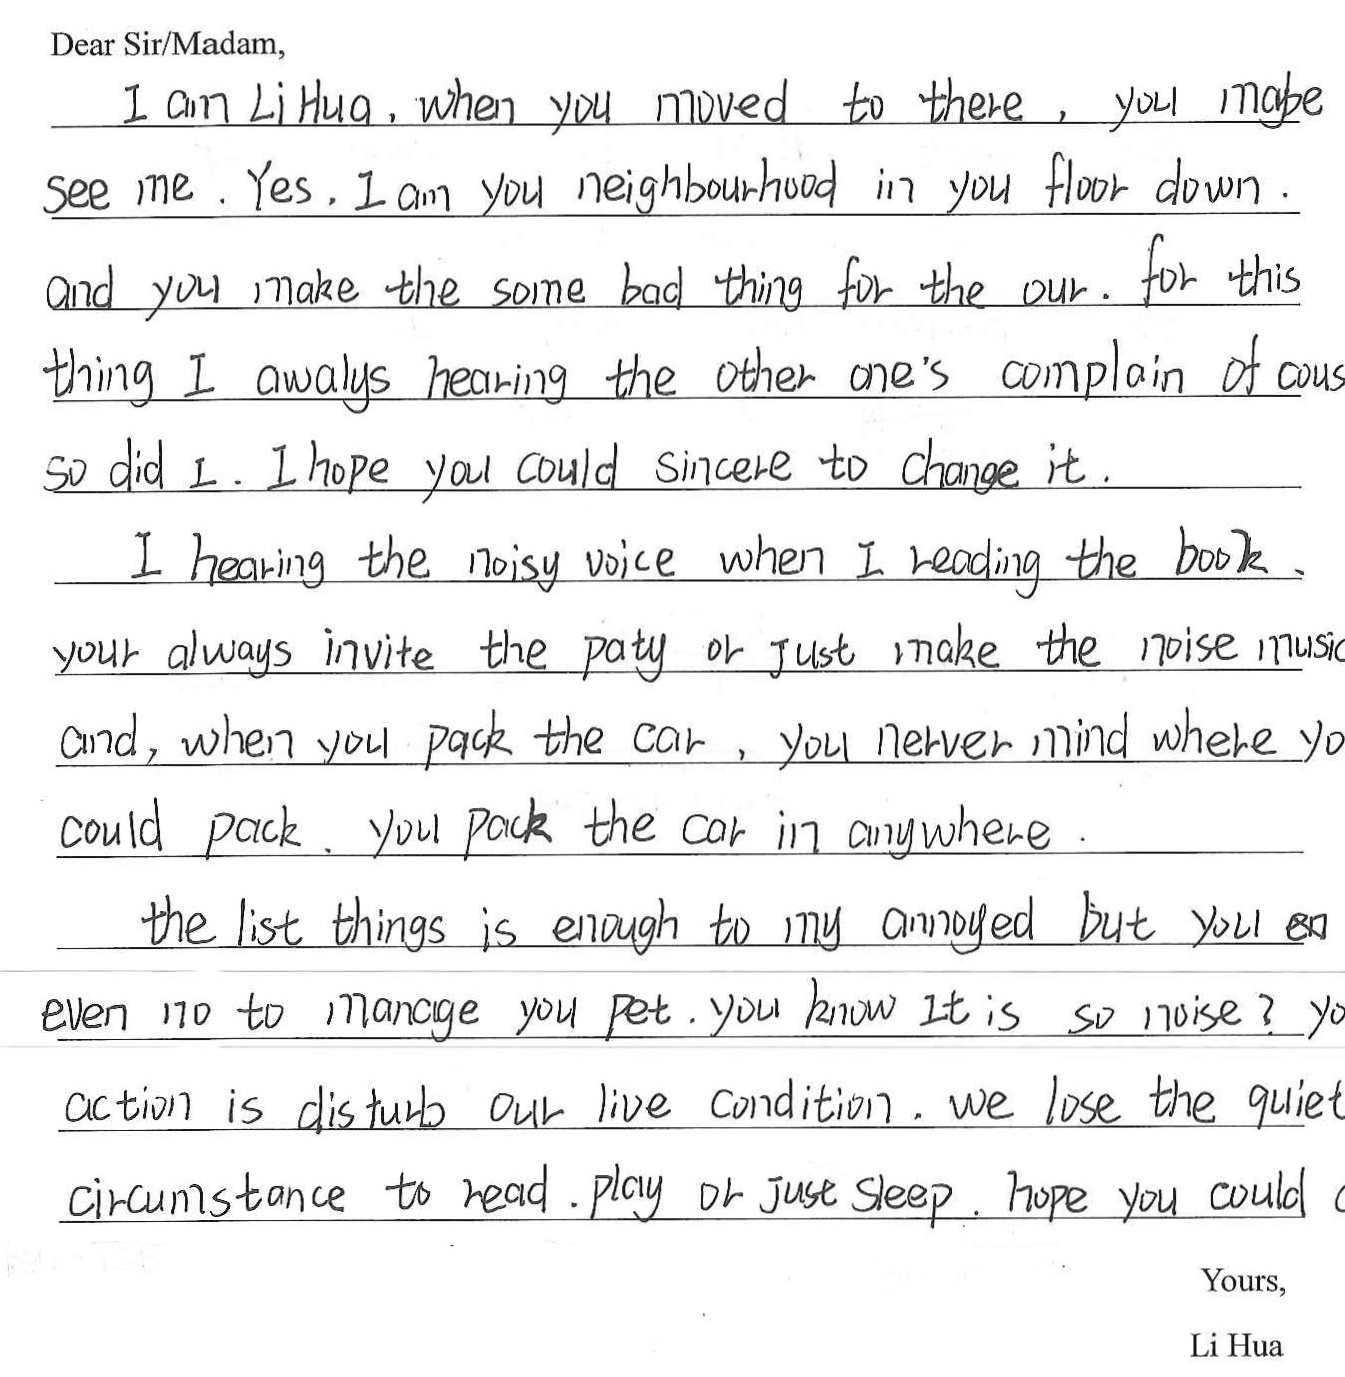 Dear Sir/Madam,
I am Li Hua. when you moved to there, you mabe
see me. Yes. I am you neighbourhood in you floor down.
and you make the some bad thing for the our. for this
thing I awalys hearing the other one's complain of cous
so did I. I hope you could sincere to change it.
I hearing the noisy voice when I reading the book.
your always invite the paty or just make the noise music
and, when you pack the car, you nerver mind where yo
could pack. you pack the car in anywhere.
the list things is enough to my annoyed but you en
even no to manage you pet. you know It is so noise? yo
action is disturb our live condition. we lose the quiet
circumstance to read. play or just sleep. hope you could
Yours,
Li Hua